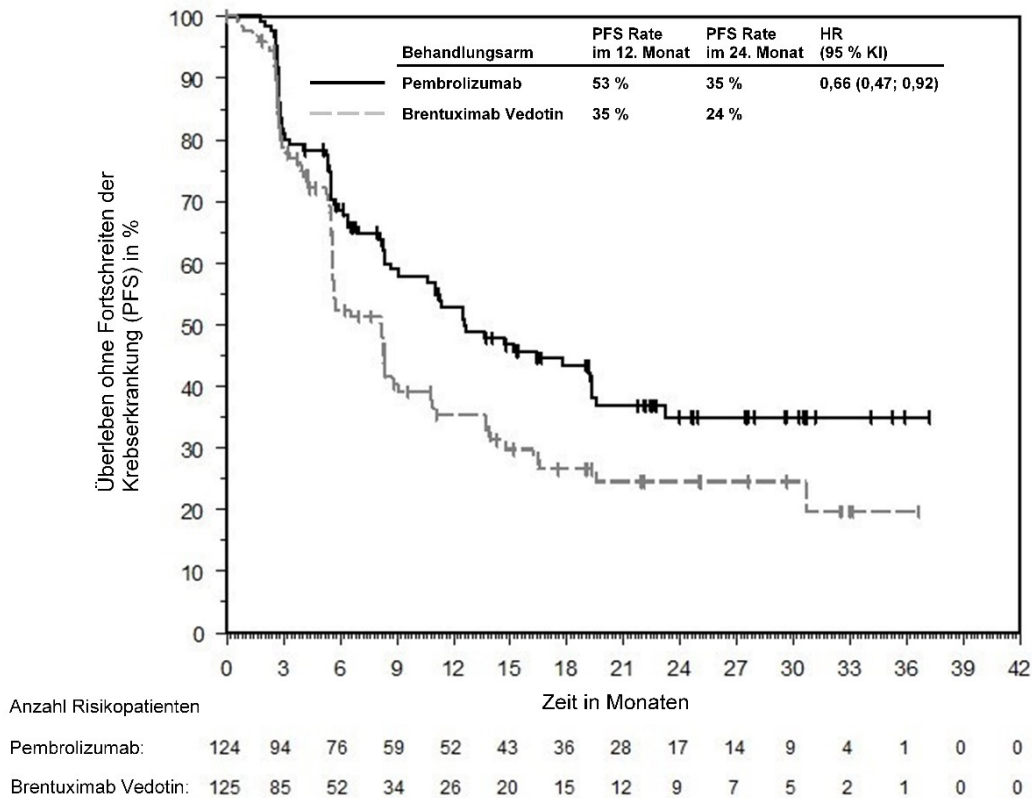 PFS Rate PFS Rate HR
Behandlungsarm im 12. Monat im 24. Monat (95 % KI)
Pembrolizumab 53 % 35 % 0,66 (0,47; 0,92)
Brentuximab Vedotin 35 % 24 %
Überleben ohne Fortschreiten der
Krebserkrankung (PFS) in %
100
90
80
70
60
50
40
30
20
10
0
0 3 6 9 12 15 18 21 24 27 30 33 36 39 42
Zeit in Monaten
Anzahl Risikopatienten
Pembrolizumab: 124 94 76 59 52 43 36 28 17 14 9 4 1 0 0
Brentuximab Vedotin: 125 85 52 34 26 20 15 12 9 7 5 2 1 0 0